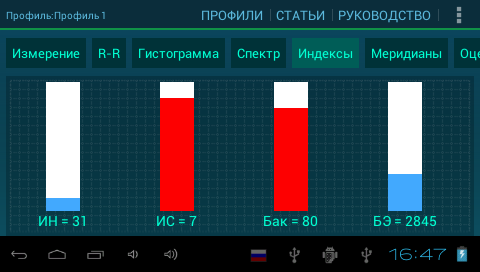 Профиль:Профиль 1 ПРОФИЛИ СТАТЬИ РУКОВОДСТВО
Измерение R-R Гистограмма Спектр Индексы Меридианы Оце
ИН = 31 ИС = 7 Бак = 80 БЭ = 2845
16:47